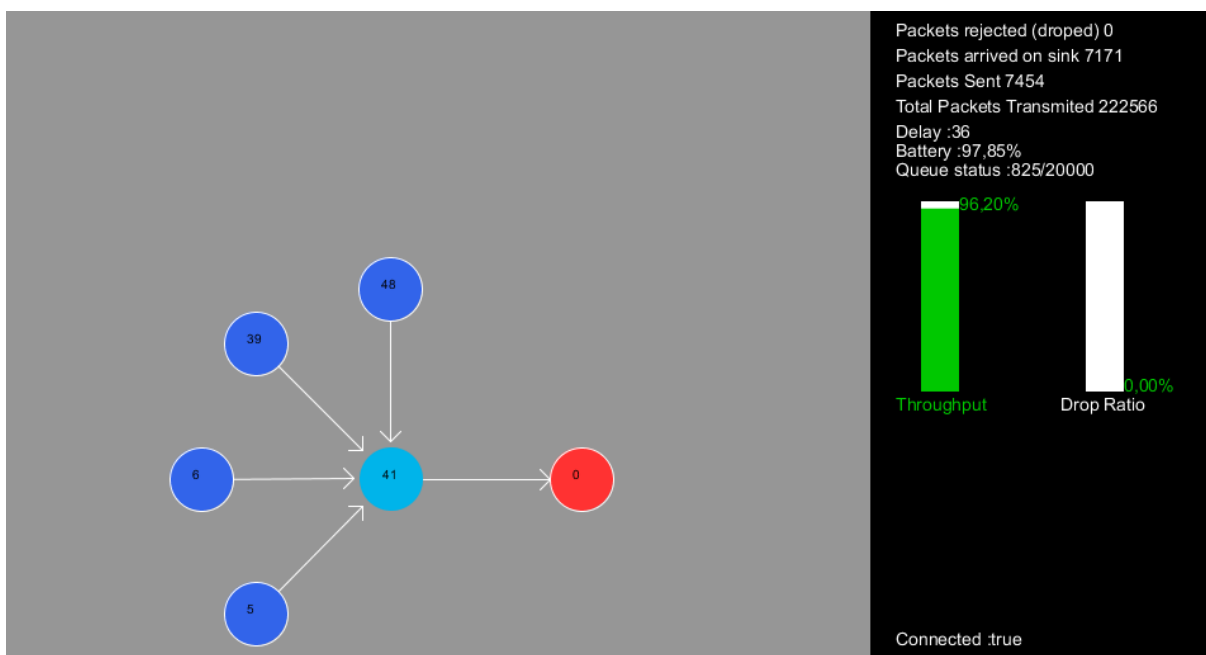 Packets rejected (droped) 0
Packets arrived on sink 7171
Packets Sent 7454
Total Packets Transmited 222566
Delay :36
Battery :97,85%
Queue status :825/20000
96,20%
0,00%
Throughput
Drop Ratio
48
39
6
41
0
5
Connected :true